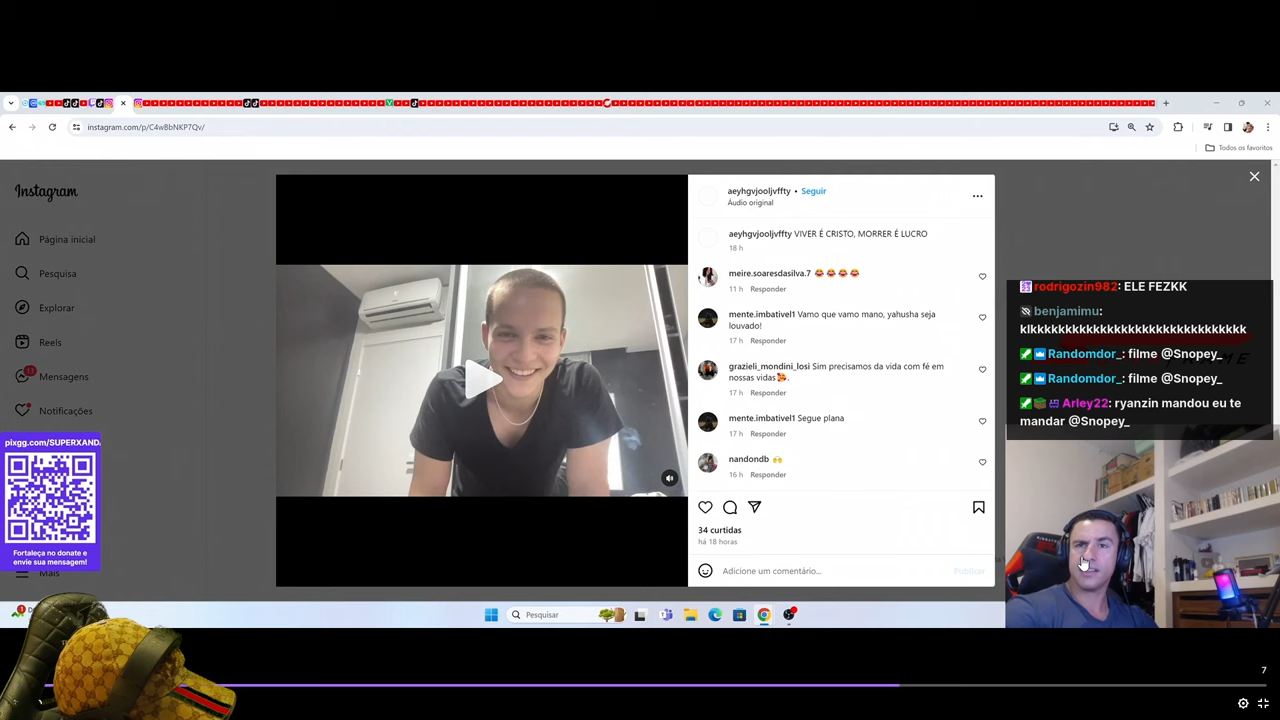 instagram.com/p/C4wBbNKP7Qv/
Todos os favoritos
Instagram
Página inicial
Pesquisa
Explorar
Reels
Mensagens
Notificações
Mais
pixgg.com/SUPERXAND
Fortaleça no donate e
envie sua mensagem!
aeyhgvjooljvffty • Seguir
Áudio original
aeyhgvjooljvffty VIVER É CRISTO, MORRER É LUCRO
18 h
meire.soaresdasilva.7 😂😂😂😂
11 h Responder
mente.imbativel1 Vamo que vamo mano, yahusha seja
louvado!
17 h Responder
grazieli_mondini_losi Sim precisamos da vida com fé em
nossas vidas🥰.
17 h Responder
mente.imbativel1 Segue plana
17 h Responder
nandondb 🙌
16 h Responder
34 curtidas
há 18 horas
Adicione um comentário...
Publicar
rodrigozin982: ELE FEZKK
benjamimu:
klkkkkkkkkkkkkkkkkkkkkkkkkkkkkkkk
Randomdor_: filme @Snopey_
Randomdor_: filme @Snopey_
Arley22: ryanzin mandou eu te
mandar @Snopey_
Pesquisar
7